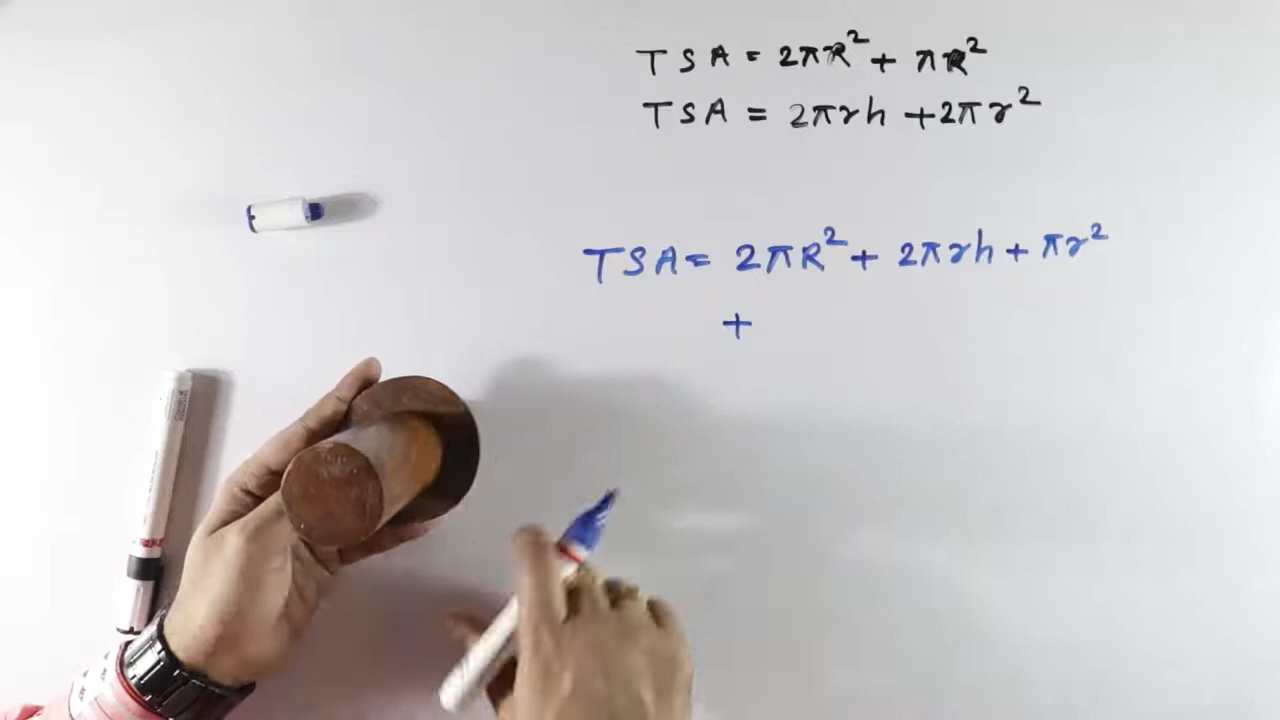 TSA = 2πR² + πR²
TSA = 2πrh + 2πr²
TSA = 2πR² + 2πrh + πr²
+